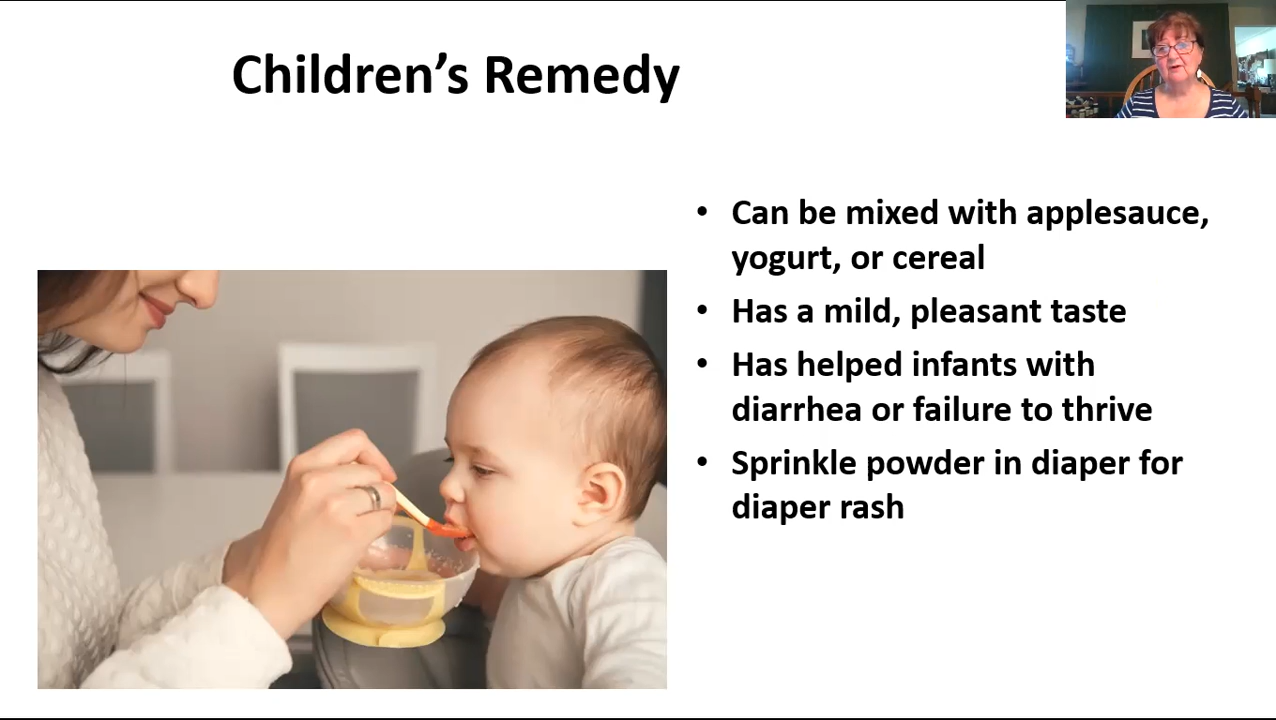 Children’s Remedy
• Can be mixed with applesauce,
yogurt, or cereal
• Has a mild, pleasant taste
• Has helped infants with
diarrhea or failure to thrive
• Sprinkle powder in diaper for
diaper rash